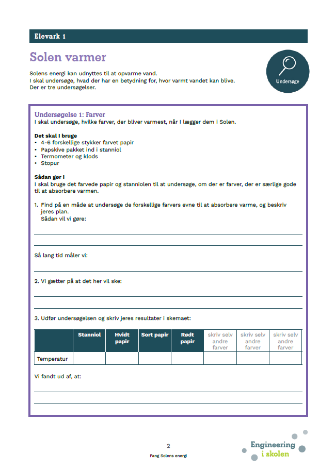 Elevark 1
Solen varmer
Solens energi kan udnyttes til at opvarme vand.
I skal undersøge, hvad der har en betydning for, hvor varmt vandet kan blive.
Der er tre undersøgelser.
Undersøge
Undersøgelse 1: Farver
I skal undersøge, hvilke farver, der bliver varmest, når I lægger dem i Solen.
Det skal I bruge
• 4-6 forskellige stykker farvet papir
• Papskive pakket ind i stanniol
• Termometer og klods
• Stopur
Sådan gør I
I skal bruge det farvede papir og stanniolen til at undersøge, om der er farver, der er særlige gode
til at absorbere varmen.
1. Find på en måde at undersøge de forskellige farvers evne til at absorbere varme, og beskriv
jeres plan.
Sådan vil vi gøre:
Så lang tid måler vi:
2. Vi gætter på at det her vil ske:
3. Udfør undersøgelsen og skriv jeres resultater i skemaet:
Stanniol Hvidt papir Sort papir Rødt papir skriv selv andre farver skriv selv andre farver skriv selv andre farver
Temperatur
Vi fandt ud af, at:
2
Fang Solens energi
Engineering
i skolen